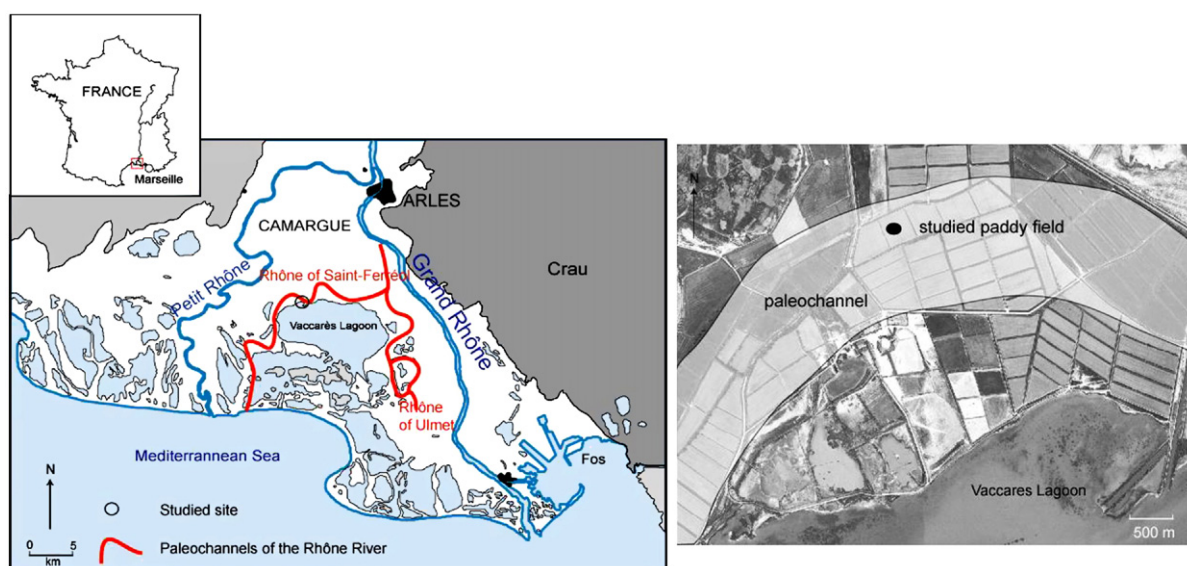 FRANCE
Marseille
ARLES
CAMARGUE
Crau
Petit Rhône
Grand Rhône
Rhône of Saint-Ferréol
Vaccarès Lagoon
Rhône
of Ulmet
Mediterrannean Sea
Fos
N
Studied site
0 5
km
Paleochannels of the Rhône River
N
studied paddy field
paleochannel
Vaccares Lagoon
500 m